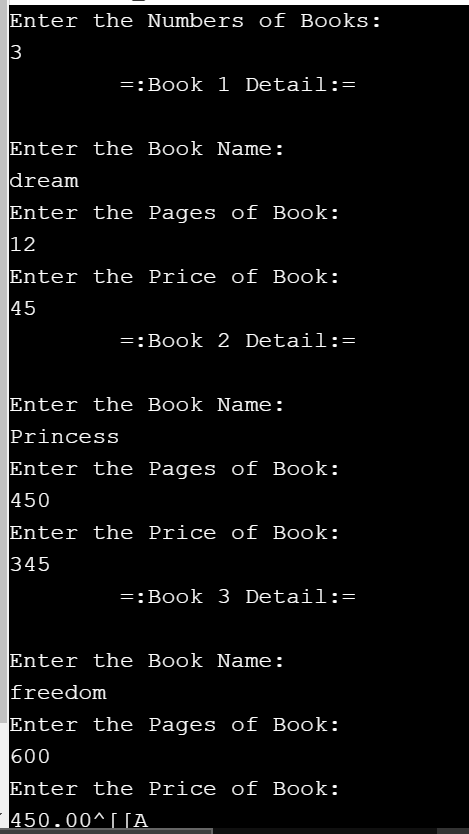 Enter the Numbers of Books:
3
=:Book 1 Detail:=
Enter the Book Name:
dream
Enter the Pages of Book:
12
Enter the Price of Book:
45
=:Book 2 Detail:=
Enter the Book Name:
Princess
Enter the Pages of Book:
450
Enter the Price of Book:
345
=:Book 3 Detail:=
Enter the Book Name:
freedom
Enter the Pages of Book:
600
Enter the Price of Book:
450.00^[[A